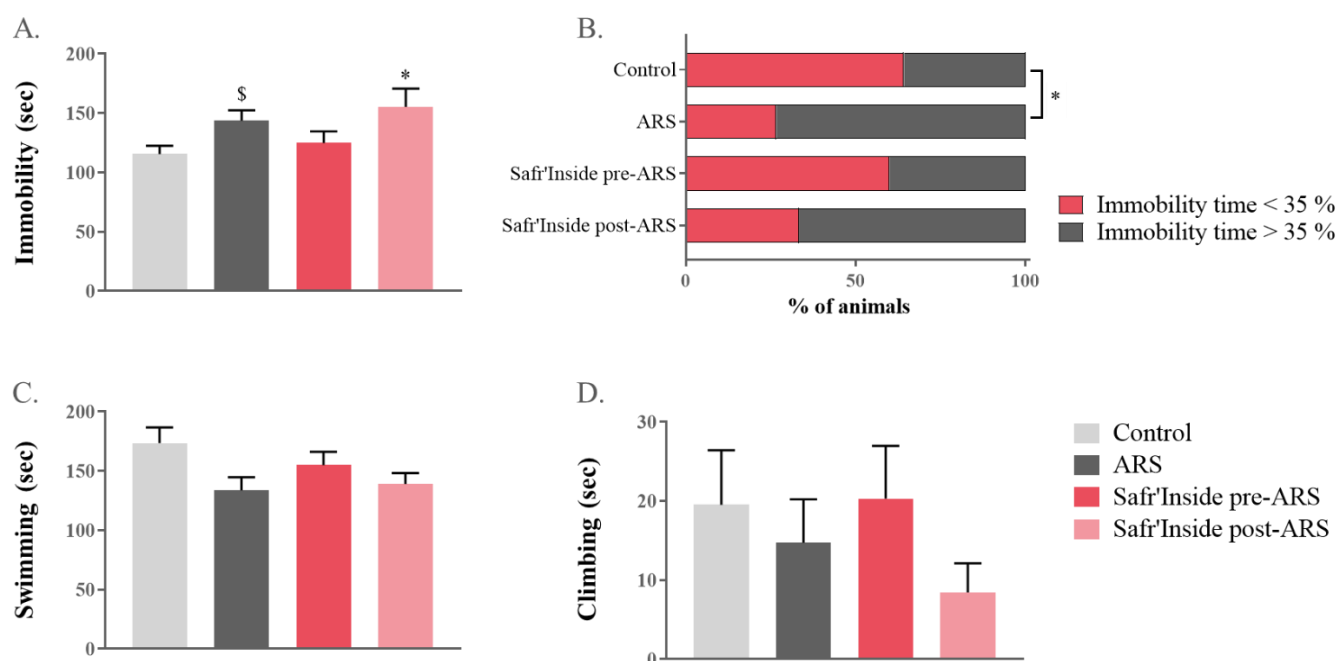 A.
Immobility (sec)
200
150
100
50
0
$
*
B.
Control
ARS
Safr'Inside pre-ARS
Safr'Inside post-ARS
*
0
50
100
% of animals
Immobility time < 35 %
Immobility time > 35 %
C.
Swimming (sec)
200
150
100
50
0
D.
Climbing (sec)
30
20
10
0
Control
ARS
Safr'Inside pre-ARS
Safr'Inside post-ARS